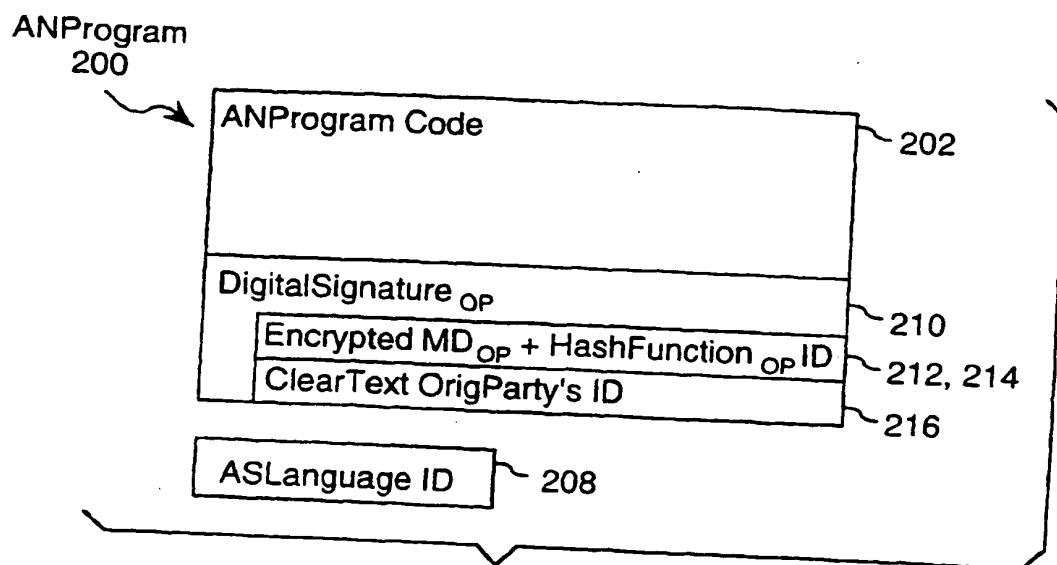 ANProgram
200
ANProgram Code
202
DigitalSignature OP
210
Encrypted MD OP + HashFunction OP ID
212, 214
ClearText OrigParty's ID
216
ASLanguage ID
208